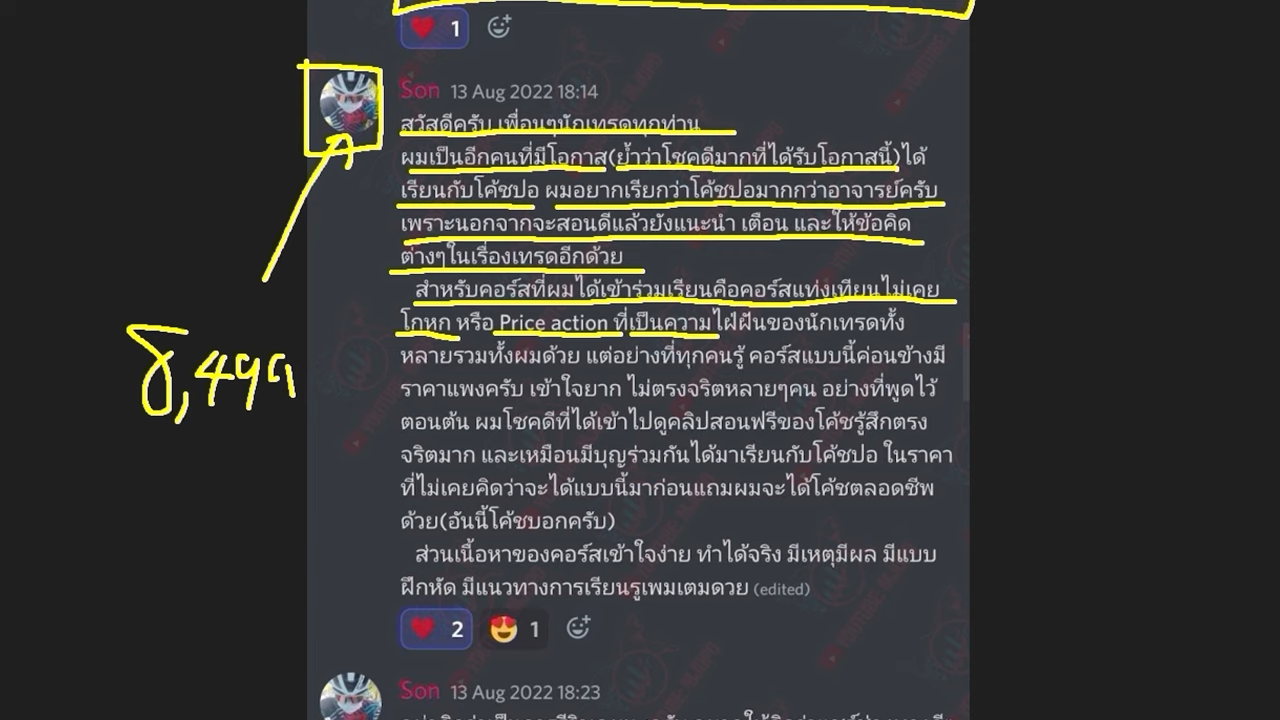 1
Son 13 Aug 2022 18:14
สวัสดีครับ เพื่อนๆนักเทรดทุกท่าน
ผมเป็นอีกคนที่มีโอกาส(ย้ำว่าโชคดีมากที่ได้รับโอกาสนี้)ได้
เรียนกับโค้ชปอ ผมอยากเรียกว่าโค้ชปอมากกว่าอาจารย์ครับ
เพราะนอกจากจะสอนดีแล้วยังแนะนำ เตือน และให้ข้อคิด
ต่างๆในเรื่องเทรดอีกด้วย
สำหรับคอร์สที่ผมได้เข้าร่วมเรียนคือคอร์สแท่งเทียนไม่เคย
โกหก หรือ Price action ที่เป็นความใฝ่ฝันของนักเทรดทั้ง
หลายรวมทั้งผมด้วย แต่อย่างที่ทุกคนรู้ คอร์สแบบนี้ค่อนข้างมี
ราคาแพงครับ เข้าใจยาก ไม่ตรงจริตหลายๆคน อย่างที่พูดไว้
ตอนต้น ผมโชคดีที่ได้เข้าไปดูคลิปสอนฟรีของโค้ชรู้สึกตรง
จริตมาก และเหมือนมีบุญร่วมกันได้มาเรียนกับโค้ชปอ ในราคา
ที่ไม่เคยคิดว่าจะได้แบบนี้มาก่อนแถมผมจะได้โค้ชตลอดชีพ
ด้วย(อันนี้โค้ชบอกครับ)
ส่วนเนื้อหาของคอร์สเข้าใจง่าย ทำได้จริง มีเหตุมีผล มีแบบ
ฝึกหัด มีแนวทางการเรียนรู้เพิ่มเติมด้วย (edited)
2 1
Son 13 Aug 2022 18:23